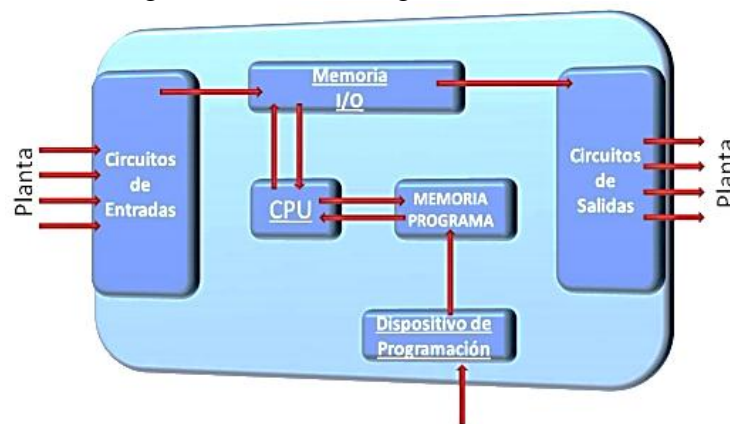 Memoria
I/O
Planta
Circuitos
de
Entradas
CPU
MEMORIA
PROGRAMA
Circuitos
de
Salidas
Planta
Dispositivo de
Programación